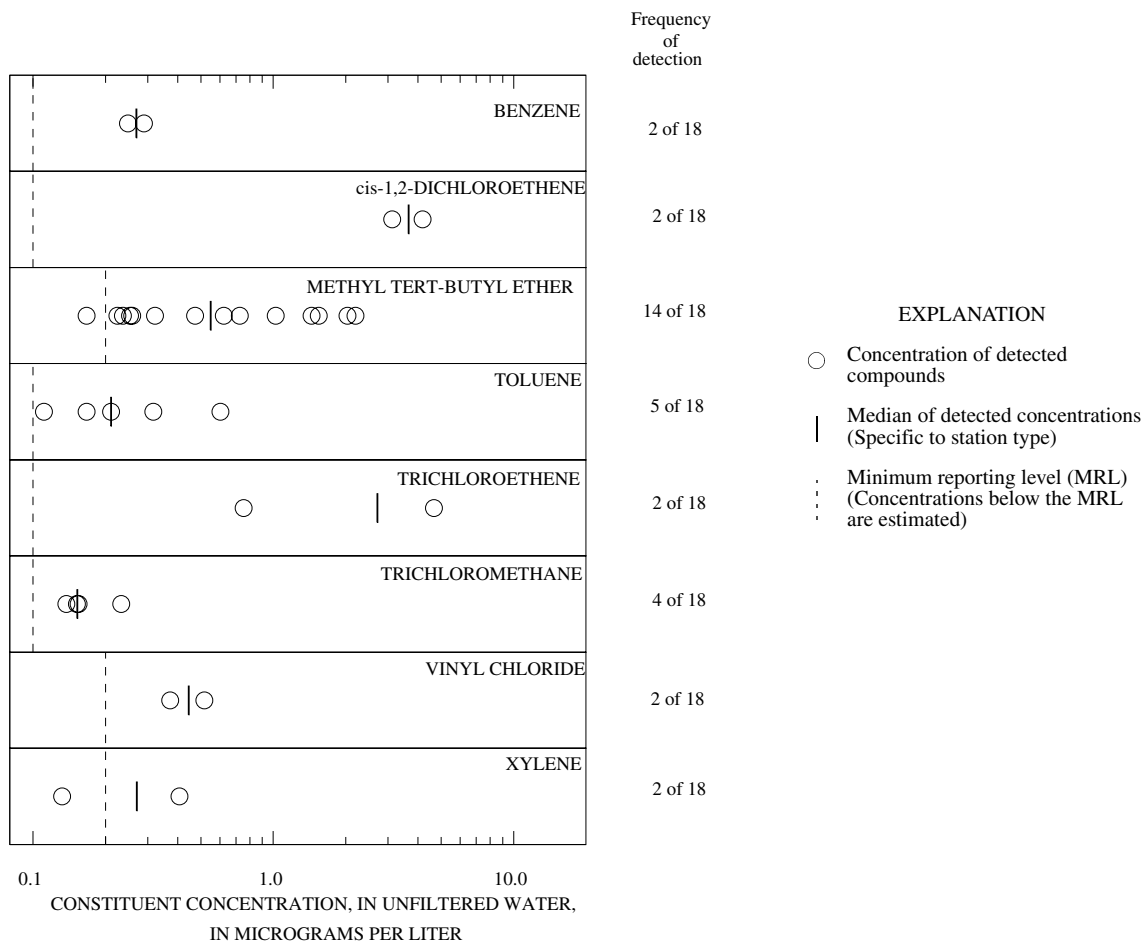 Frequency
of
detection
BENZENE
2 of 18
cis-1,2-DICHLOROETHENE
2 of 18
METHYL TERT-BUTYL ETHER
14 of 18
TOLUENE
5 of 18
TRICHLOROETHENE
2 of 18
TRICHLOROMETHANE
4 of 18
VINYL CHLORIDE
2 of 18
XYLENE
2 of 18
0.1 1.0 10.0
CONSTITUENT CONCENTRATION, IN UNFILTERED WATER,
IN MICROGRAMS PER LITER
EXPLANATION
Concentration of detected
compounds
Median of detected concentrations
(Specific to station type)
Minimum reporting level (MRL)
(Concentrations below the MRL
are estimated)